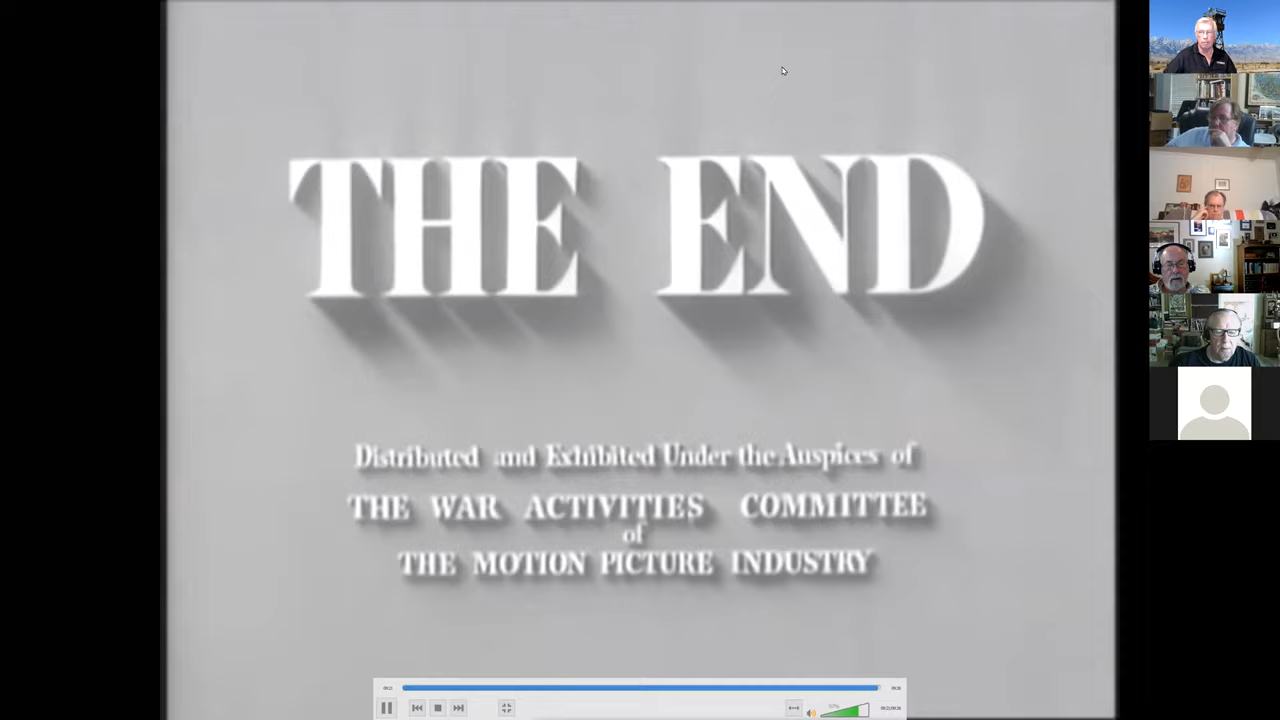 THE END
Distributed and Exhibited Under the Auspices of
THE WAR ACTIVITIES COMMITTEE
of
THE MOTION PICTURE INDUSTRY